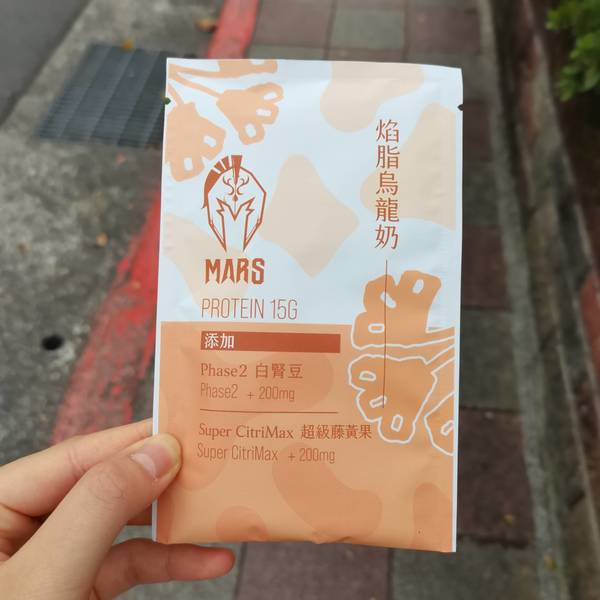 焰脂烏龍奶
MARS
PROTEIN 15G
添加
Phase2 白腎豆
Phase2 + 200mg
Super CitriMax 超級藤黃果
Super CitriMax + 200mg